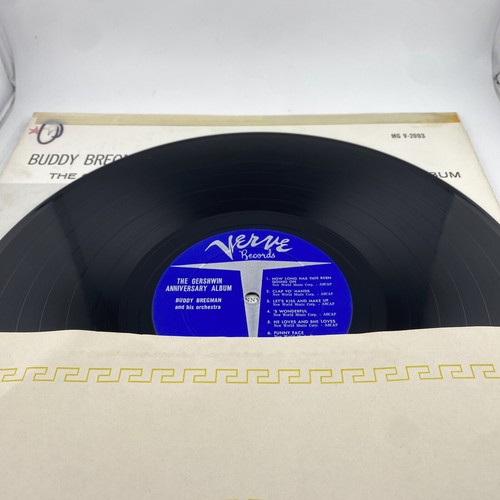 MG V-2093
BUDDY BREG
THE
BUM
Verve
Records
THE GERSHWIN
ANNIVERSARY ALBUM
BUDDY BREGMAN
and his orchestra
1. HOW LONG HAS THIS BEEN
GOING ON
New World Music Corp. - ASCAP
2. CLAP YO' HANDS
New World Music Corp. - ASCAP
3. LET'S KISS AND MAKE UP
New World Music Corp. - ASCAP
4. 'S WONDERFUL
New World Music Corp. - ASCAP
5. HE LOVES AND SHE LOVES
New World Music Corp. - ASCAP
6. FUNNY FACE